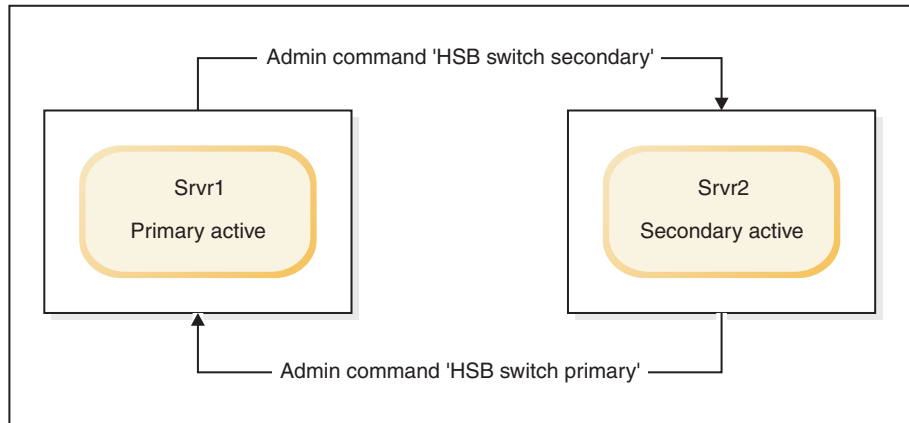 Admin command 'HSB switch secondary'
Srvr1
Primary active
Srvr2
Secondary active
Admin command 'HSB switch primary'